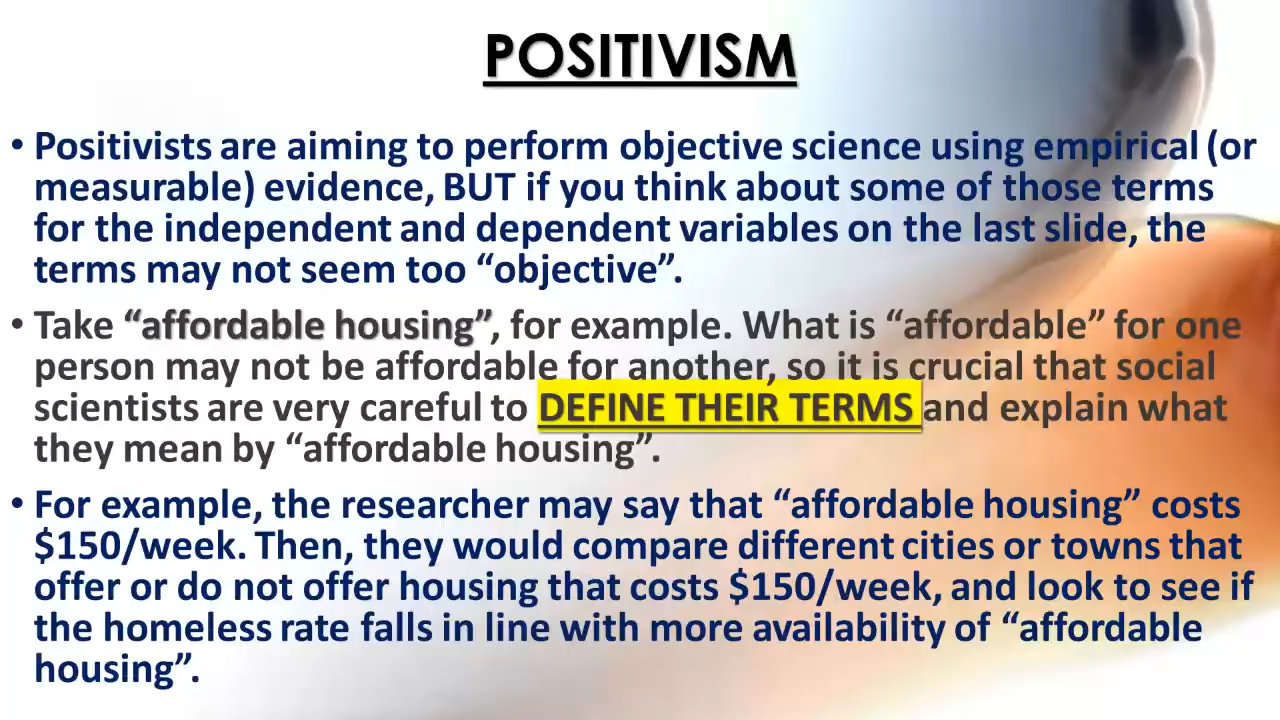 POSITIVISM
• Positivists are aiming to perform objective science using empirical (or
measurable) evidence, BUT if you think about some of those terms
for the independent and dependent variables on the last slide, the
terms may not seem too “objective”.
• Take “affordable housing”, for example. What is “affordable” for one
person may not be affordable for another, so it is crucial that social
scientists are very careful to DEFINE THEIR TERMS and explain what
they mean by “affordable housing”.
• For example, the researcher may say that “affordable housing” costs
$150/week. Then, they would compare different cities or towns that
offer or do not offer housing that costs $150/week, and look to see if
the homeless rate falls in line with more availability of “affordable
housing”.